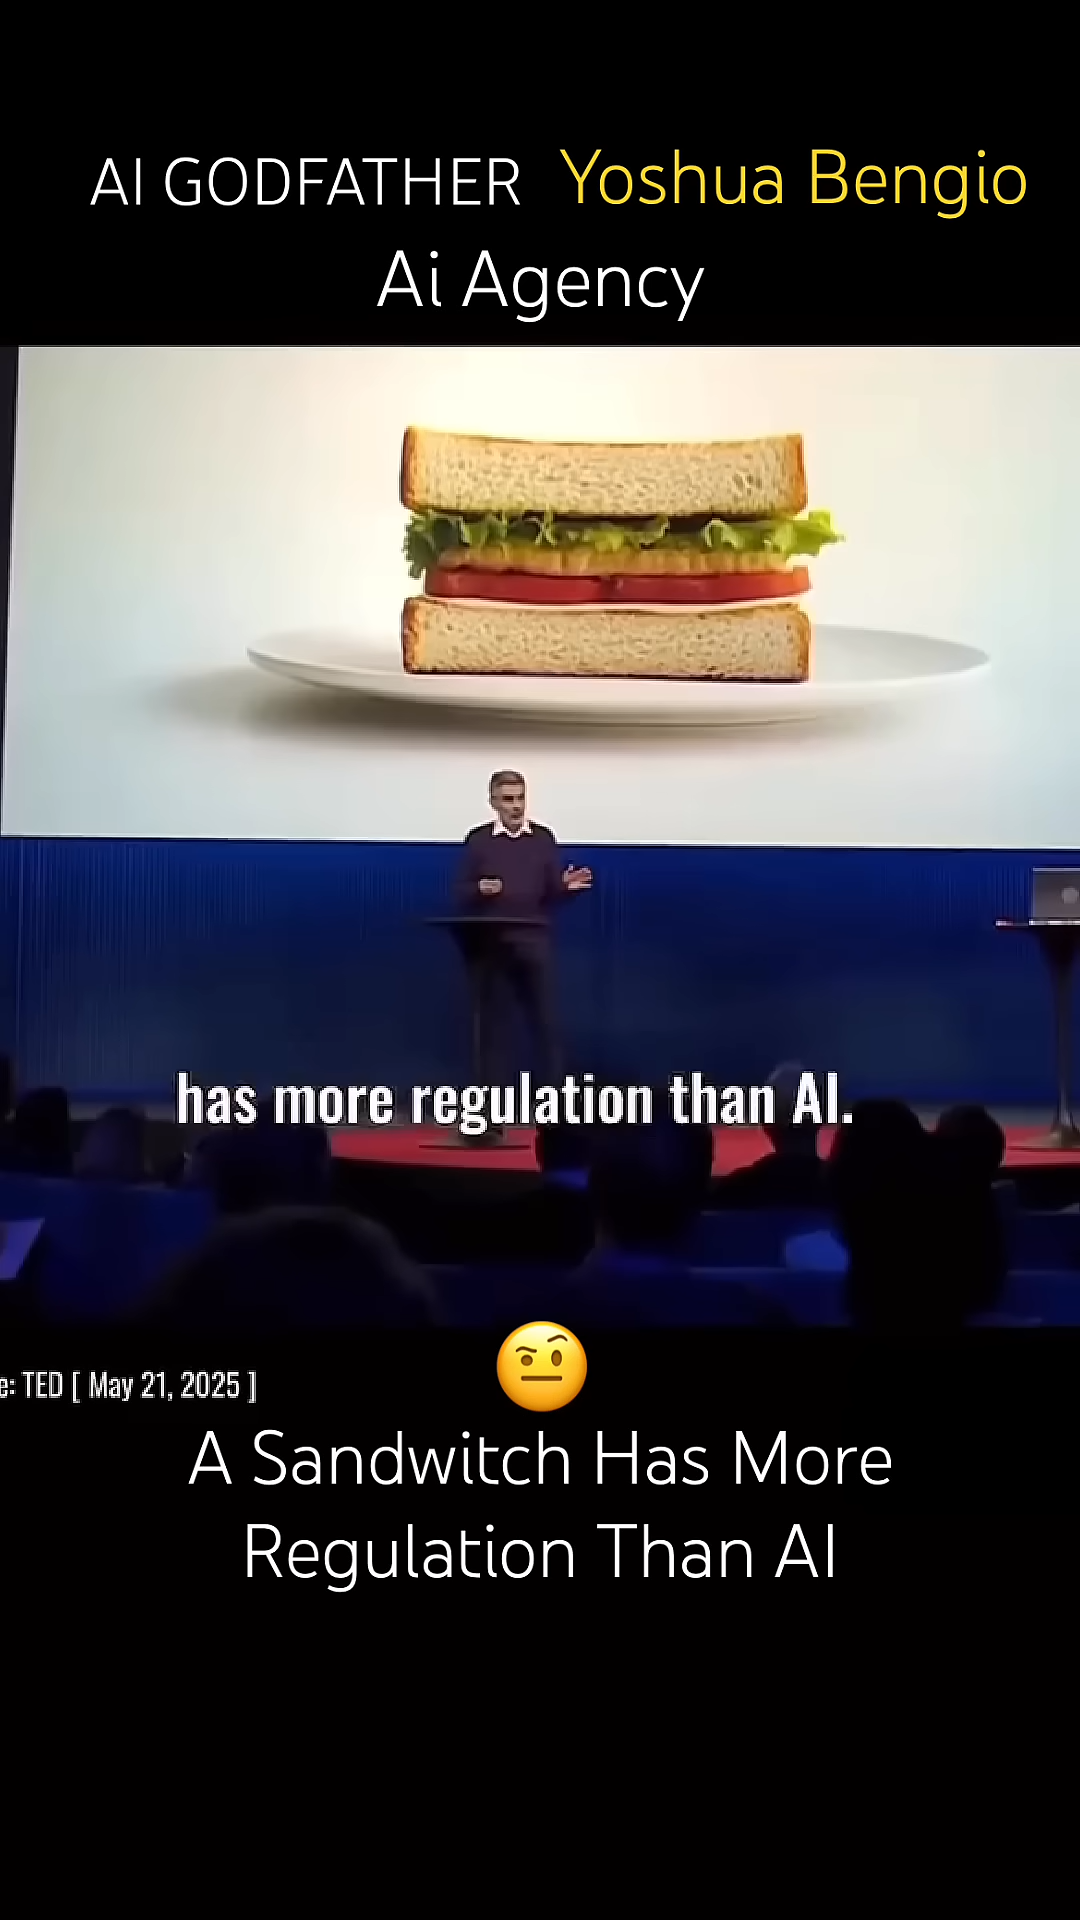 AI GODFATHER Yoshua Bengio
Ai Agency
has more regulation than AI.
e: TED [ May 21, 2025 ]
A Sandwitch Has More
Regulation Than AI